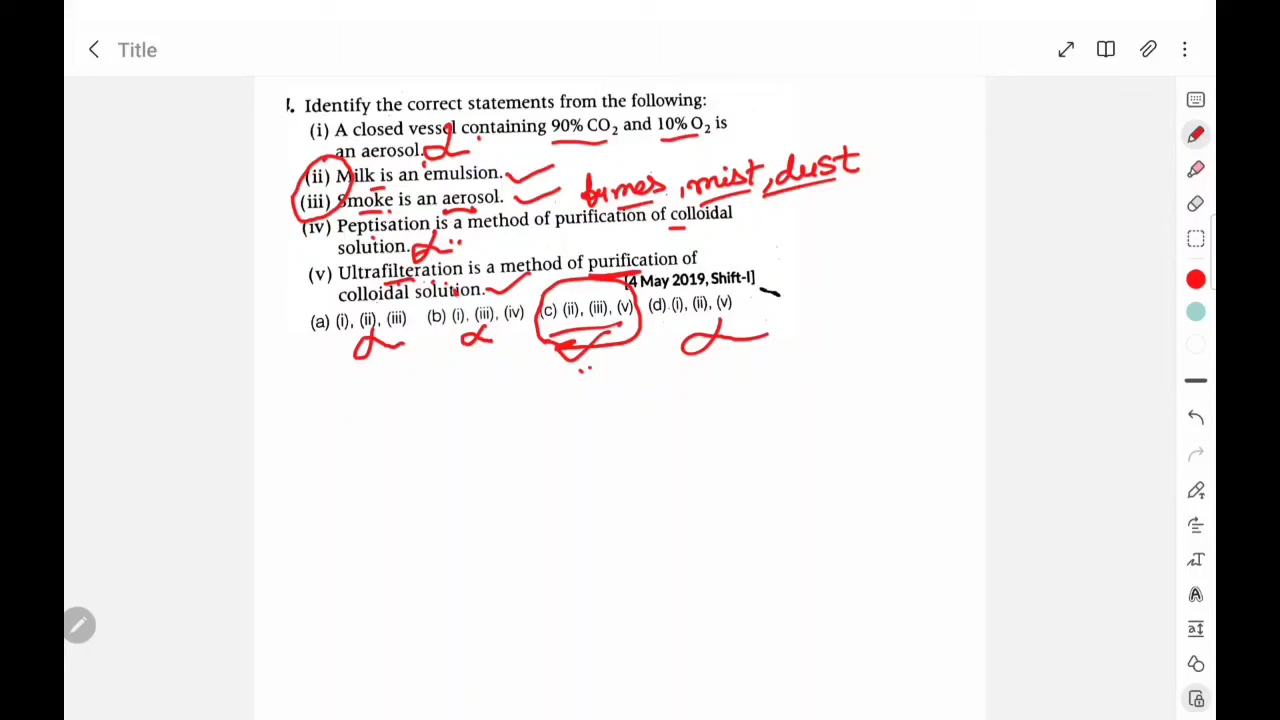 Title
1. Identify the correct statements from the following:
(i) A closed vessel containing 90% CO₂ and 10% O₂ is
an aerosol.
(ii) Milk is an emulsion.
(iii) Smoke is an aerosol.
fumes, mist, dust
(iv) Peptisation is a method of purification of colloidal
solution.
(v) Ultrafilteration is a method of purification of
colloidal solution.
[4 May 2019, Shift-I]
(a) (i), (ii), (iii) (b) (i), (iii), (iv) (c) (ii), (iii), (v) (d) (i), (ii), (v)